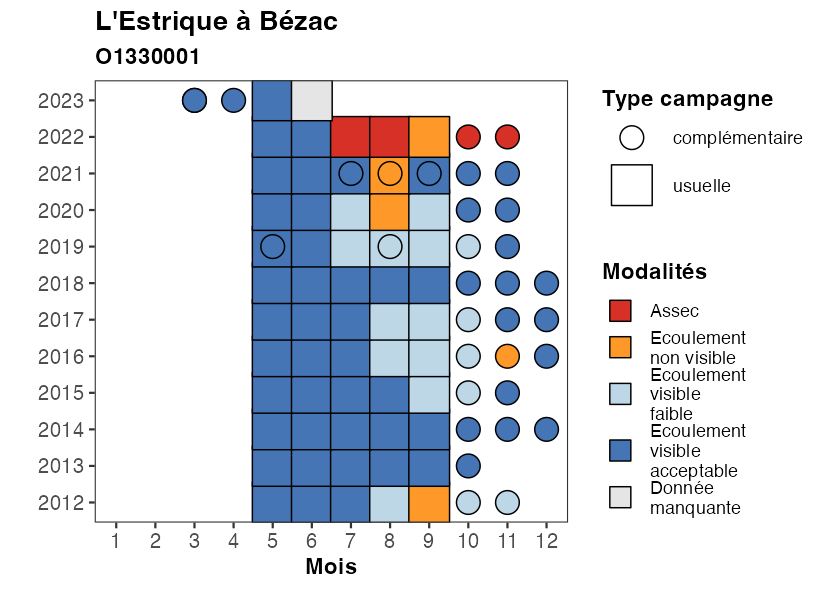 L'Estrique à Bézac
O1330001
2023
2022
2021
2020
2019
2018
2017
2016
2015
2014
2013
2012
1 2 3 4 5 6 7 8 9 10 11 12
Mois
Type campagne
complémentaire
usuelle
Modalités
Assec
Ecoulement
non visible
Ecoulement
visible
faible
Ecoulement
visible
acceptable
Donnée
manquante